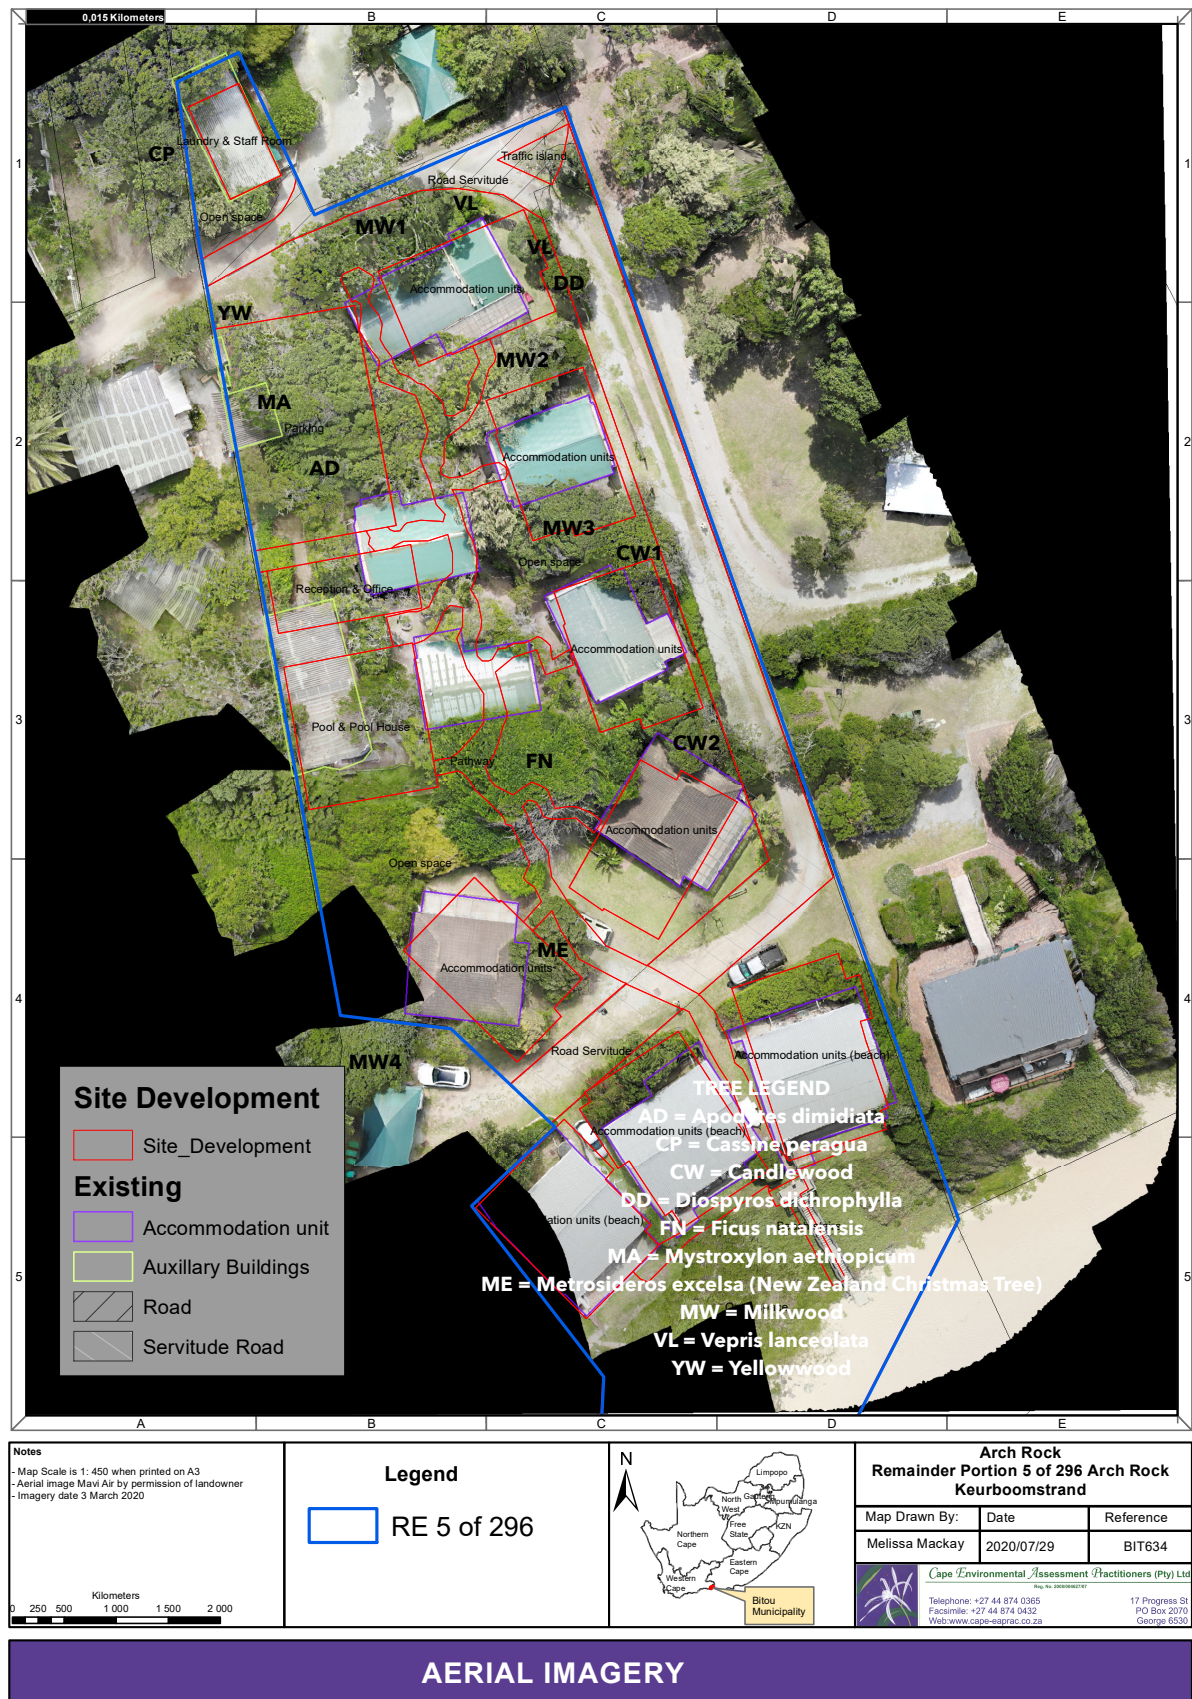 0,015 Kilometers
B
C
D
E
1
1
2
2
3
3
4
4
5
5
Laundry & Staff Room
CP
Traffic island
Road Servitude
Open space
VL
MW1
VL
DD
Accommodation units
YW
MW2
MA
Parking
AD
Accommodation units
MW3
CW1
Open space
Reception & Office
Accommodation units
Pool & Pool House
CW2
Pathway
FN
Accommodation units
Open space
ME
Accommodation units
Road Servitude
MW4
Accommodation units (beach)
Accommodation units (beach)
units (beach)
TREE LEGEND
AD = Apodytes dimidiata
CP = Cassine peragua
CW = Candlewood
DD = Diospyros dichrophylla
FN = Ficus natalensis
MA = Mystroxylon aethiopicum
ME = Metrosideros excelsa (New Zealand Christmas Tree)
MW = Milkwood
VL = Vepris lanceolata
YW = Yellowwood
Site Development
Site_Development
Existing
Accommodation unit
Auxillary Buildings
Road
Servitude Road
A
B
C
D
E
Notes
- Map Scale is 1: 450 when printed on A3
- Aerial image Mavi Air by permission of landowner
- Imagery date 3 March 2020
Kilometers
0 250 500 1 000 1 500 2 000
Legend
RE 5 of 296
N
Limpopo
North West
Gauteng
Mpumulanga
Free State
KZN
Northern Cape
Eastern Cape
Western Cape
Bitou Municipality
Arch Rock
Remainder Portion 5 of 296 Arch Rock
Keurboomstrand
Map Drawn By: Date Reference
Melissa Mackay 2020/07/29 BIT634
Cape Environmental Assessment Practitioners (Pty) Ltd
Telephone: +27 44 874 0365 17 Progress St
Facsimile: +27 44 874 0432 PO Box 2070
Web:www.cape-eaprac.co.za George 6530
AERIAL IMAGERY